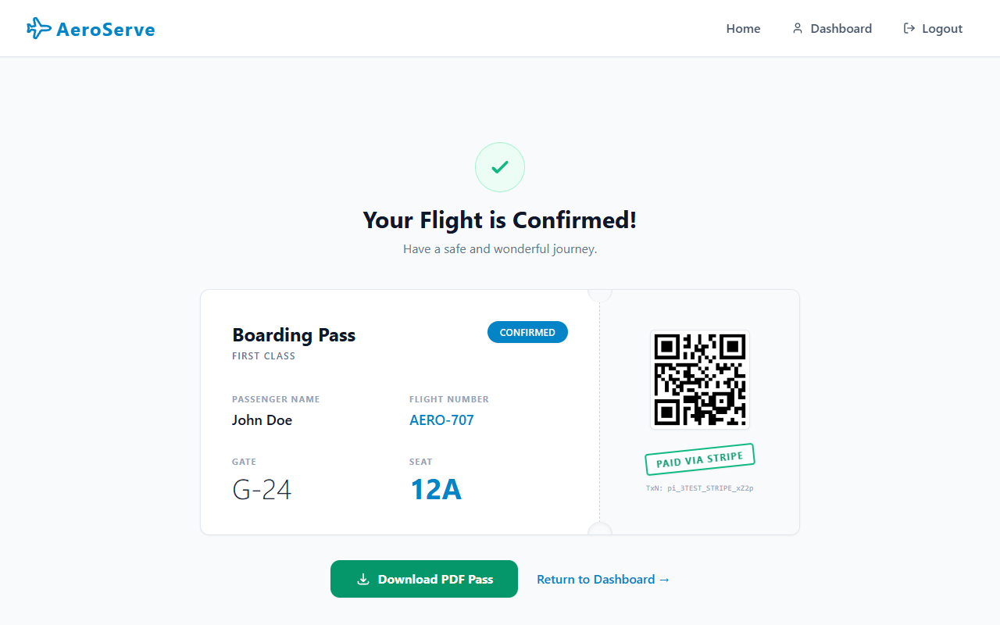 AeroServe
Home
Dashboard
Logout
Your Flight is Confirmed!
Have a safe and wonderful journey.
Boarding Pass
CONFIRMED
FIRST CLASS
PASSENGER NAME
FLIGHT NUMBER
John Doe
AERO-707
GATE
SEAT
G-24
12A
PAID VIA STRIPE
TxN: pi_3TEST_STRIPE_xZ2p
Download PDF Pass
Return to Dashboard →